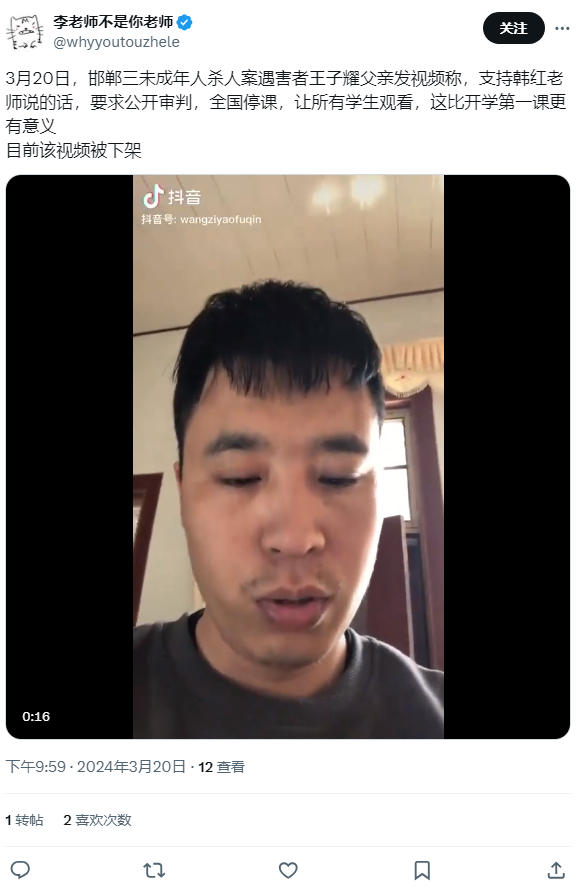 李老师不是你老师
@whyyoutouzhele
关注
3月20日，邯郸三未成年人杀人案遇害者王子耀父亲发视频称，支持韩红老
师说的话，要求公开审判，全国停课，让所有学生观看，这比开学第一课更
有意义
目前该视频被下架
抖音
抖音号: wangziyaofuqin
0:16
下午9:59 · 2024年3月20日 · 12 查看
1 转帖 2 喜欢次数